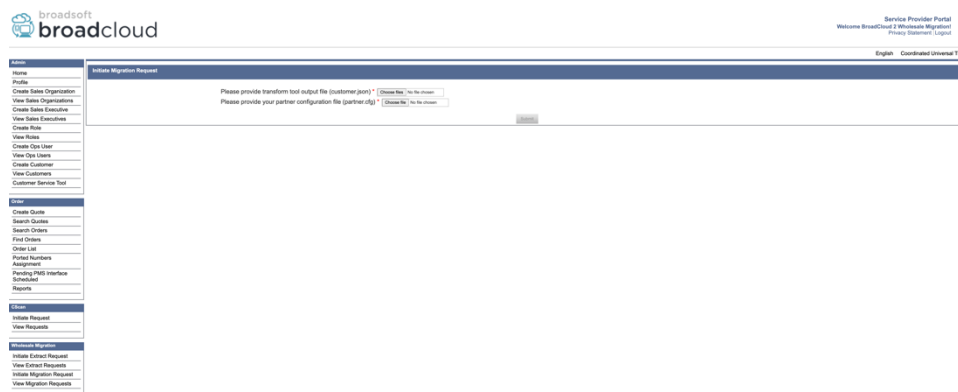 broadsoft
broadcloud
Service Provider Portal
Welcome BroadCloud 2 Wholesale Migration!
Privacy Statement | Logout
English Coordinated Universal T
Admin
Home
Profile
Create Sales Organization
View Sales Organizations
Create Sales Executive
View Sales Executives
Create Role
View Roles
Create Ops User
View Ops Users
Create Customer
View Customers
Customer Service Tool
Order
Create Quote
Search Quotes
Search Orders
Find Orders
Order List
Ported Numbers
Assignment
Pending PMS Interface
Scheduled
Reports
CScan
Initiate Request
View Requests
Wholesale Migration
Initiate Extract Request
View Extract Requests
Initiate Migration Request
View Migration Requests
Initiate Migration Request
Please provide transform tool output file (customer.json) * Choose Files No file chosen
Please provide your partner configuration file (partner.cfg) * Choose File No file chosen
Submit